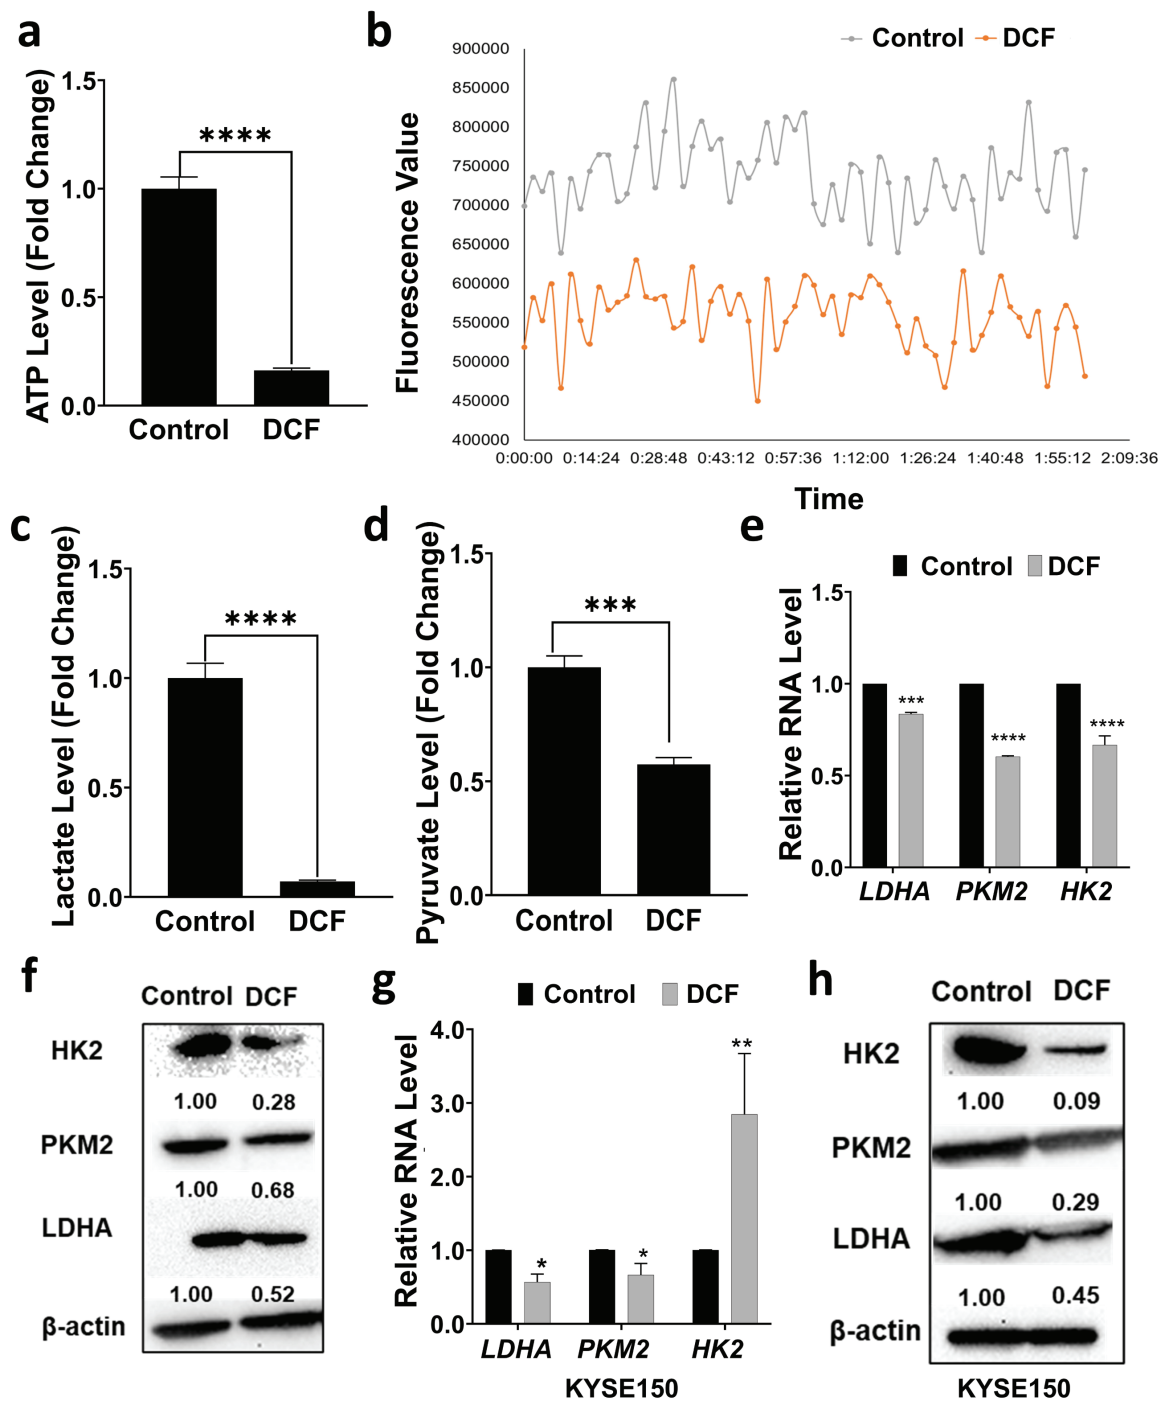 a
ATP Level (Fold Change)
1.5
1.0
0.5
0.0
****
Control DCF
b
Control DCF
Fluorescence Value
900000
850000
800000
750000
700000
650000
600000
550000
500000
450000
400000
0:00:00 0:14:24 0:28:48 0:43:12 0:57:36 1:12:00 1:26:24 1:40:48 1:55:12 2:09:36
Time
c
Lactate Level (Fold Change)
1.5
1.0
0.5
0.0
****
Control DCF
d
Pyruvate Level (Fold Change)
1.5
1.0
0.5
0.0
***
Control DCF
e
Control DCF
Relative RNA Level
1.5
1.0
0.5
0.0
***
****
****
LDHA PKM2 HK2
f
Control DCF
HK2
1.00 0.28
PKM2
1.00 0.68
LDHA
1.00 0.52
β-actin
g
Control DCF
Relative RNA Level
4.0
3.0
2.0
1.0
0.0
*
*
**
LDHA PKM2 HK2
KYSE150
h
Control DCF
HK2
1.00 0.09
PKM2
1.00 0.29
LDHA
1.00 0.45
β-actin
KYSE150